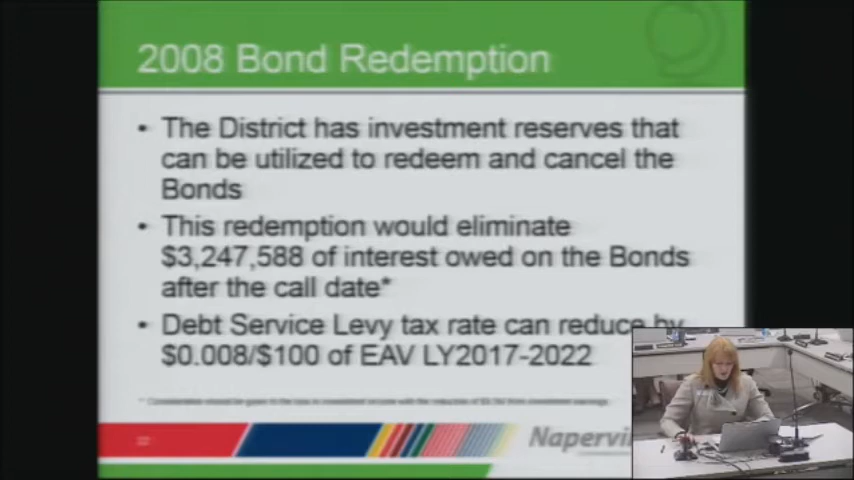 2008 Bond Redemption
• The District has investment reserves that
can be utilized to redeem and cancel the
Bonds
• This redemption would eliminate
$3,247,588 of interest owed on the Bonds
after the call date*
• Debt Service Levy tax rate can reduce by
$0.008/$100 of EAV LY2017-2022
Napervi